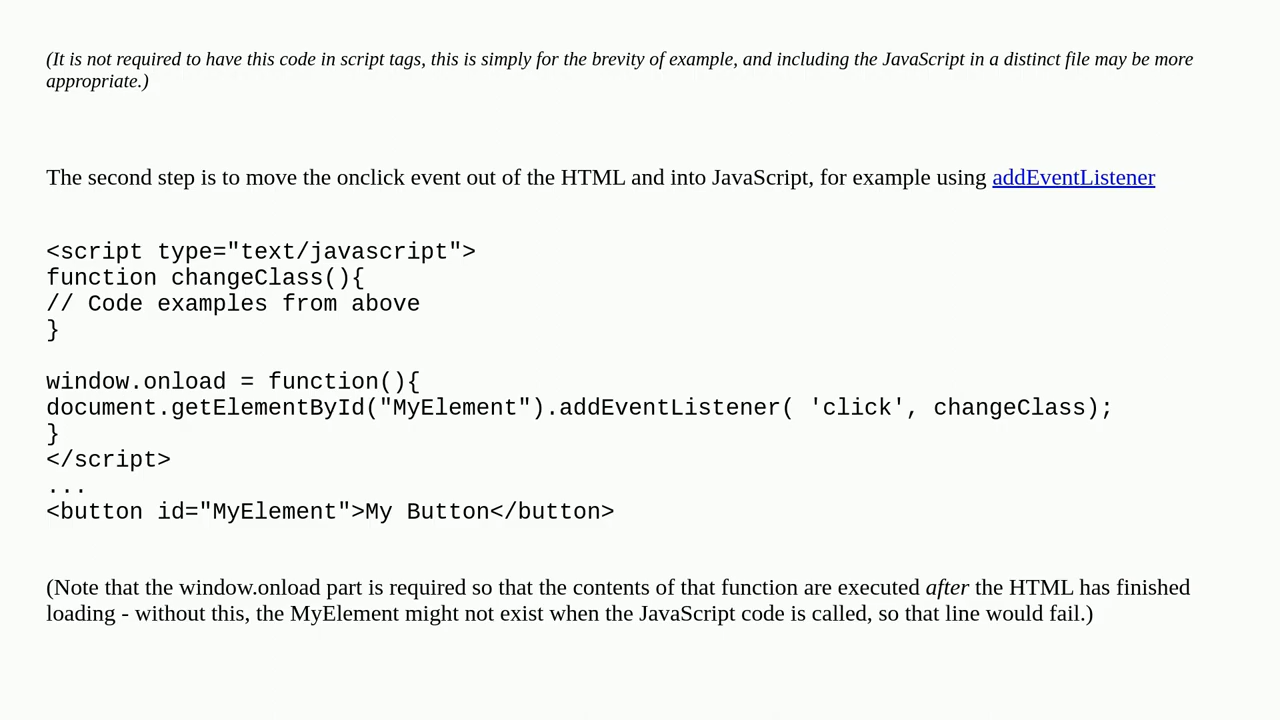 (It is not required to have this code in script tags, this is simply for the brevity of example, and including the JavaScript in a distinct file may be more
appropriate.)
The second step is to move the onclick event out of the HTML and into JavaScript, for example using addEventListener
<script type="text/javascript">
function changeClass(){
// Code examples from above
}
window.onload = function(){
document.getElementById("MyElement").addEventListener( 'click', changeClass);
}
</script>
...
<button id="MyElement">My Button</button>
(Note that the window.onload part is required so that the contents of that function are executed after the HTML has finished
loading - without this, the MyElement might not exist when the JavaScript code is called, so that line would fail.)